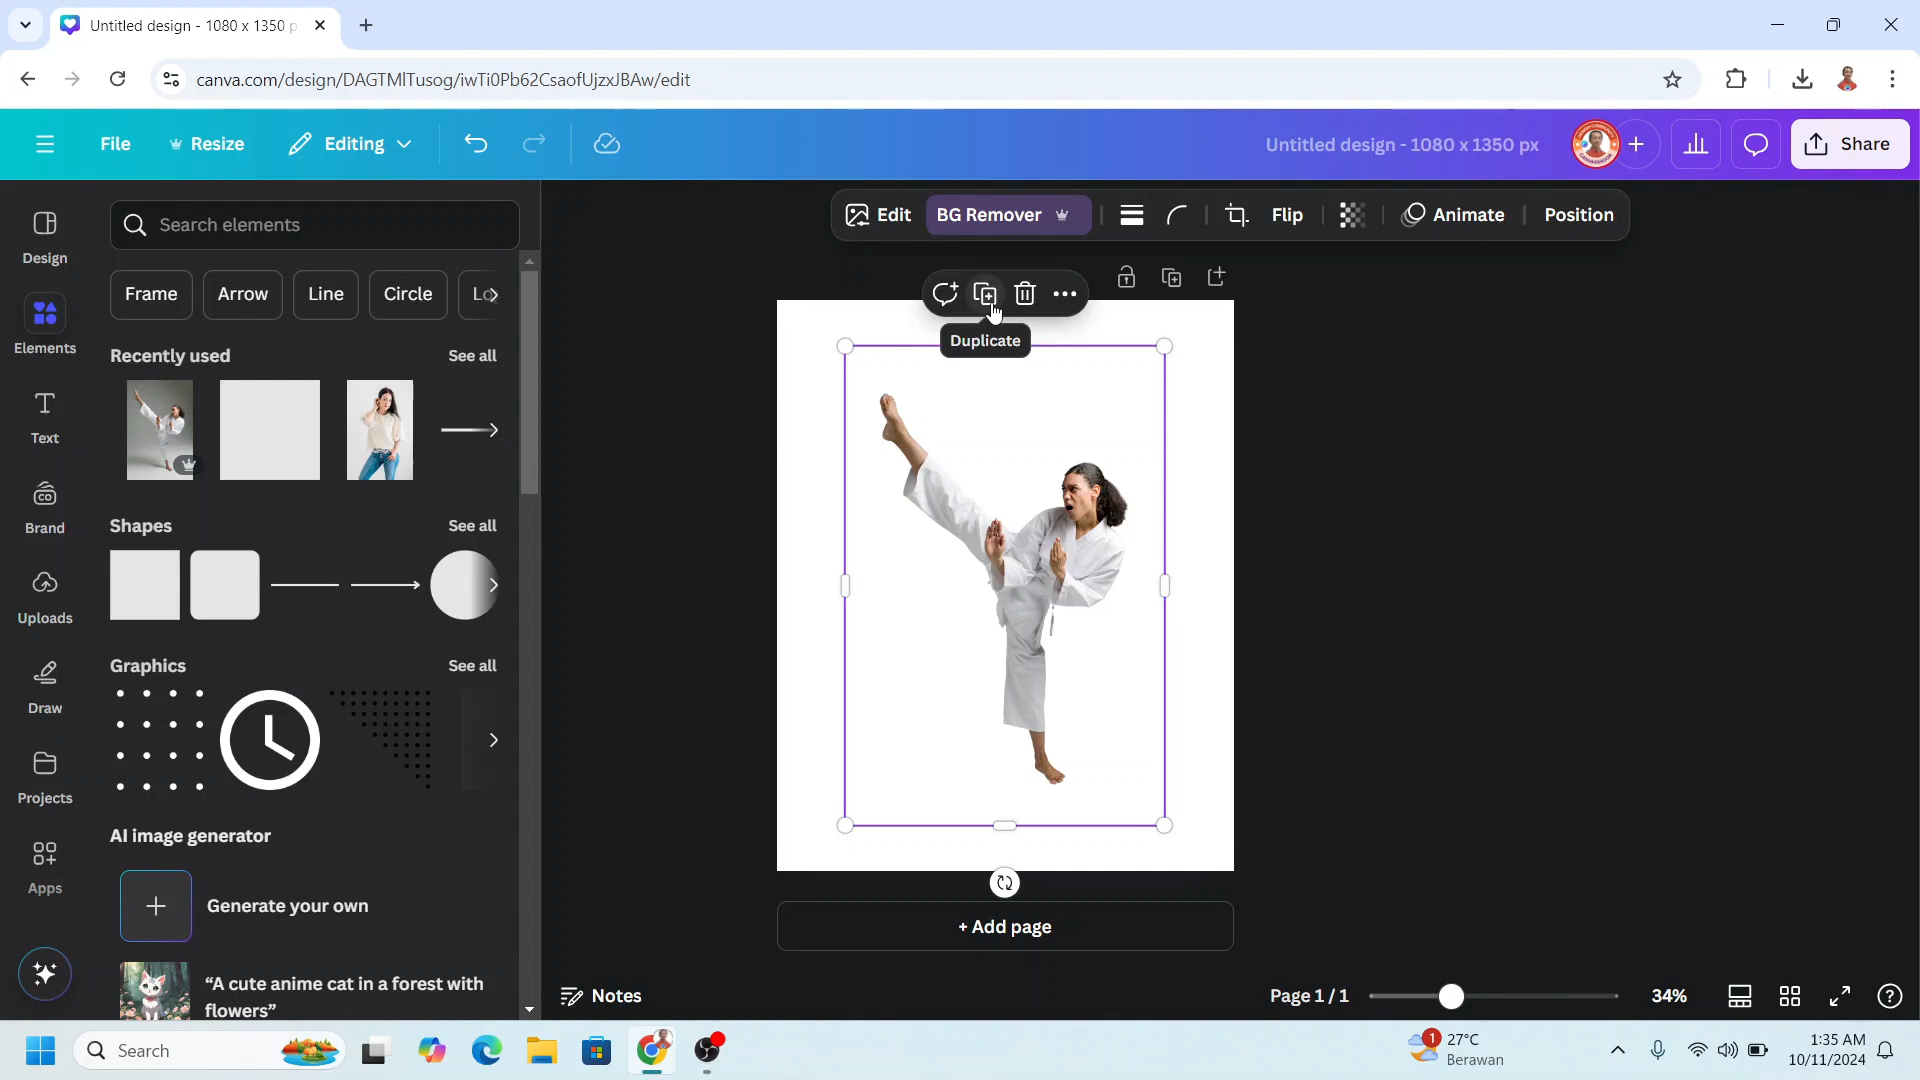 Untitled design - 1080 x 1350 p
canva.com/design/DAGTMlTusog/iwTi0Pb62CsaofUjzxJBAw/edit
File
Resize
Editing
Untitled design - 1080 x 1350 px
Share
Design
Elements
Text
Brand
Uploads
Draw
Projects
Apps
Search elements
Frame
Arrow
Line
Circle
Recently used
See all
Shapes
See all
Graphics
See all
AI image generator
Generate your own
“A cute anime cat in a forest with
flowers”
Edit
BG Remover
Flip
Animate
Position
Duplicate
+ Add page
Notes
Page 1 / 1
34%
Search
1
27°C
Berawan
1:35 AM
10/11/2024